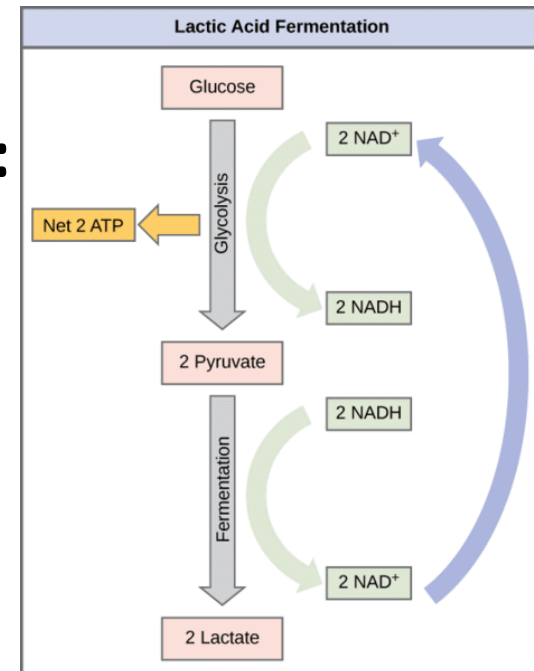 :
Lactic Acid Fermentation
Glucose
2 NAD⁺
Glycolysis
Net 2 ATP
2 NADH
2 Pyruvate
2 NADH
Fermentation
2 NAD⁺
2 Lactate